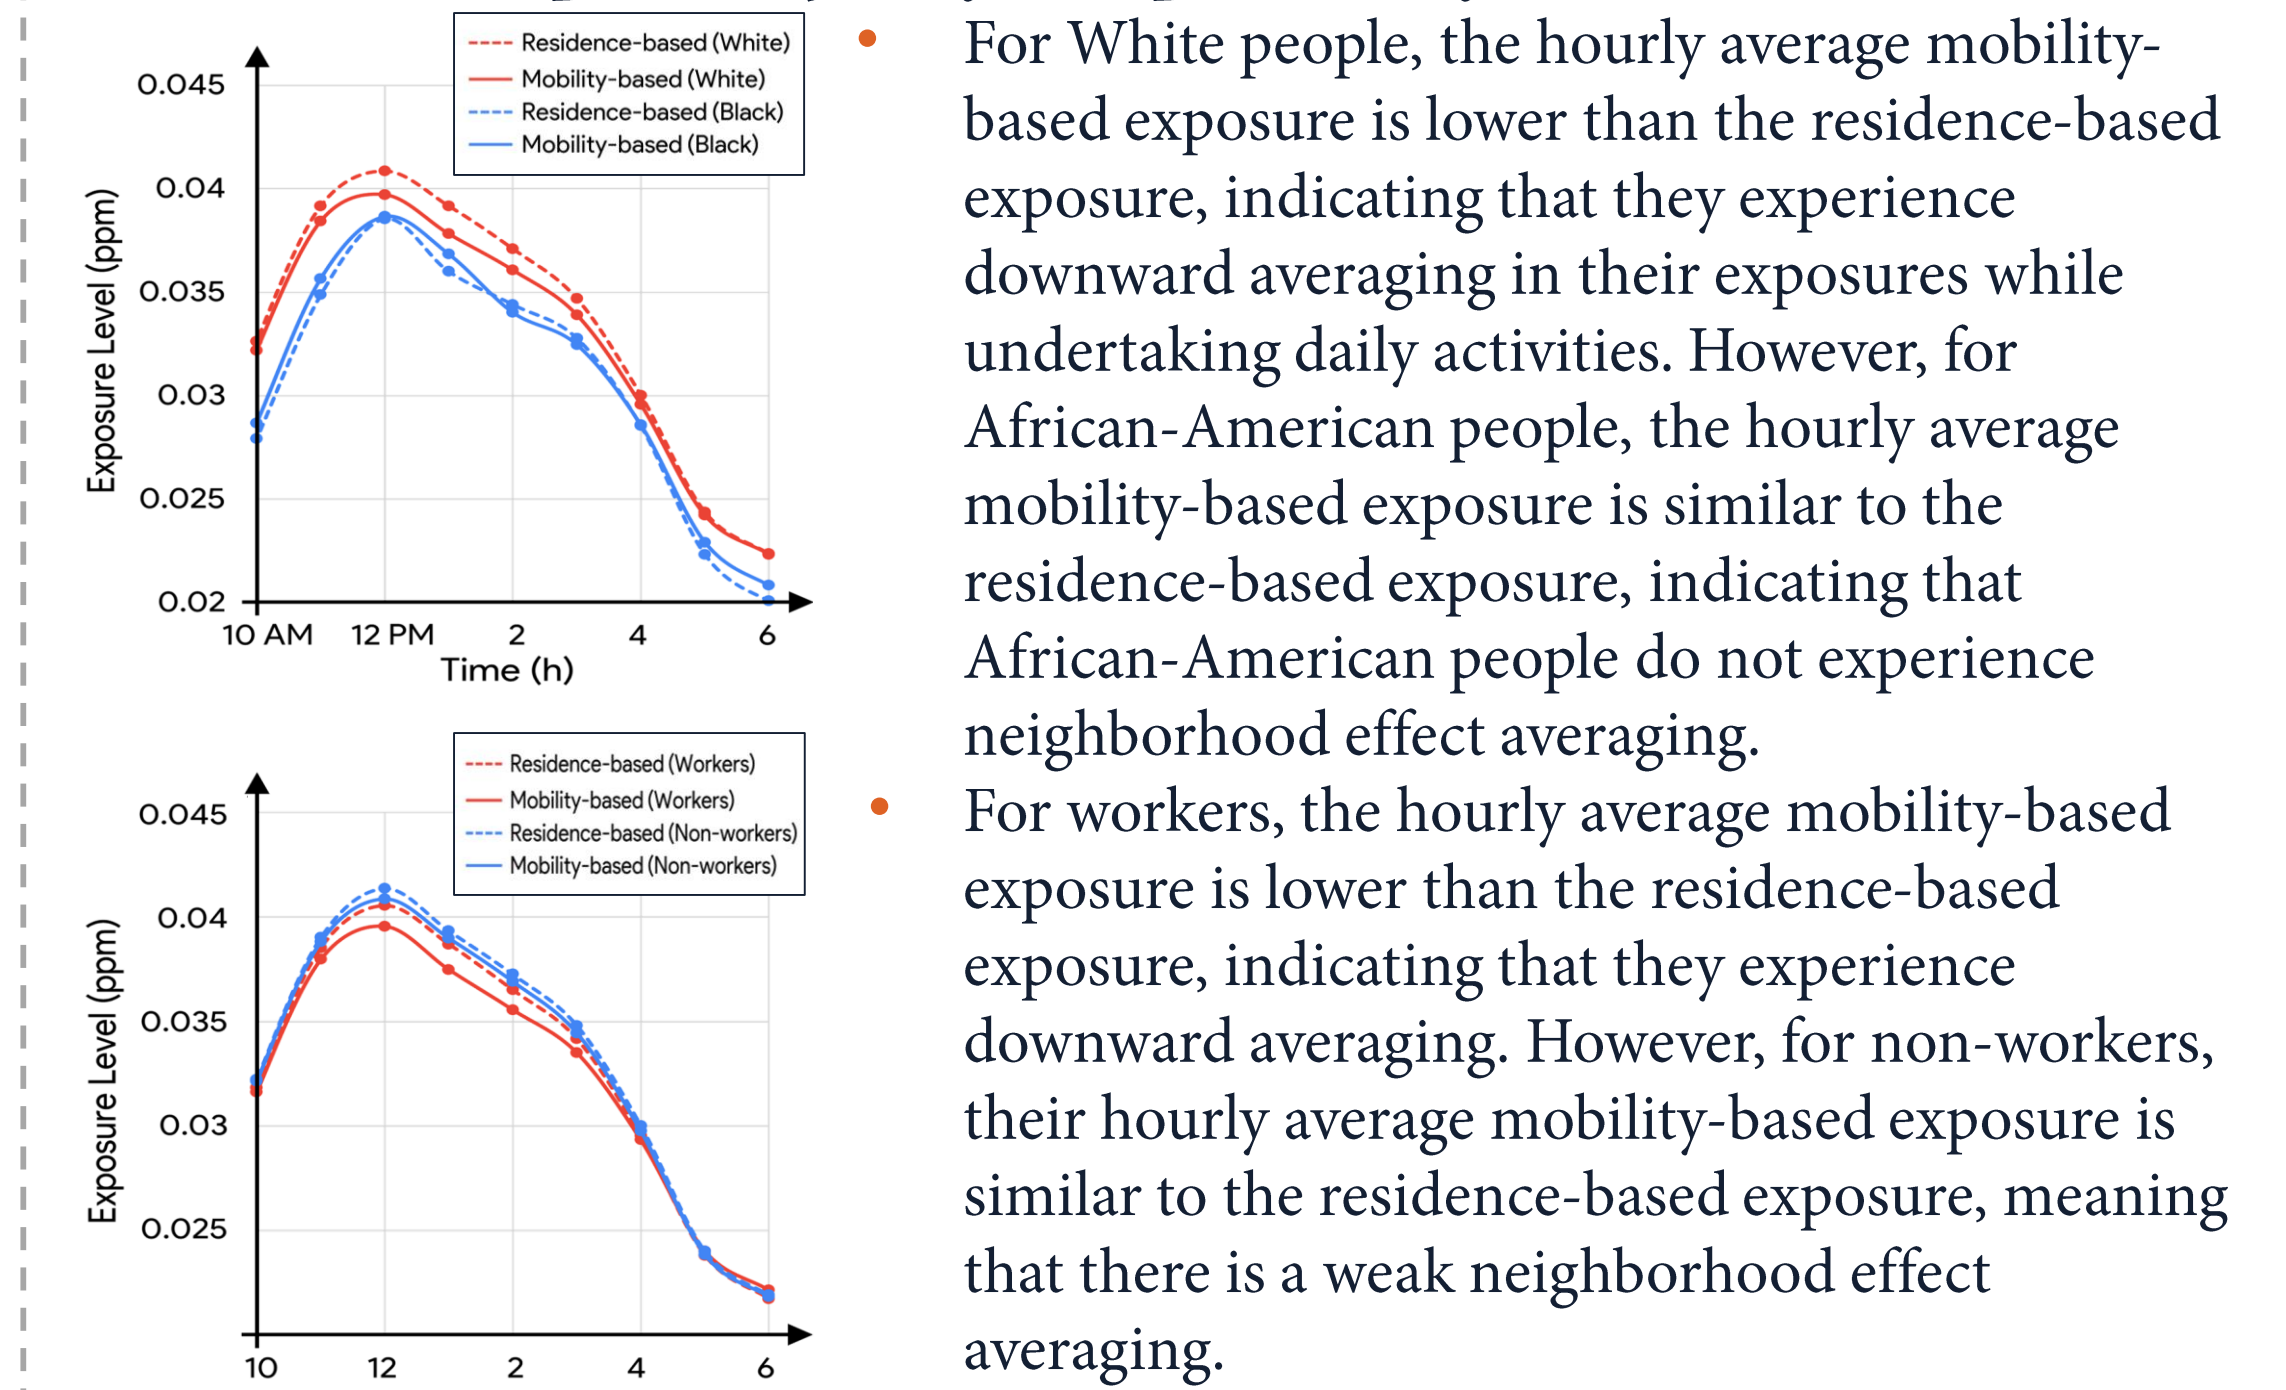 Residence-based (White)
Mobility-based (White)
Residence-based (Black)
Mobility-based (Black)
0.045
0.04
0.035
0.03
0.025
0.02
Exposure Level (ppm)
10 AM 12 PM 2 4 6
Time (h)
Residence-based (Workers)
Mobility-based (Workers)
Residence-based (Non-workers)
Mobility-based (Non-workers)
0.045
0.04
0.035
0.03
0.025
Exposure Level (ppm)
10 12 2 4 6
• For White people, the hourly average mobility-
based exposure is lower than the residence-based
exposure, indicating that they experience
downward averaging in their exposures while
undertaking daily activities. However, for
African-American people, the hourly average
mobility-based exposure is similar to the
residence-based exposure, indicating that
African-American people do not experience
neighborhood effect averaging.
• For workers, the hourly average mobility-based
exposure is lower than the residence-based
exposure, indicating that they experience
downward averaging. However, for non-workers,
their hourly average mobility-based exposure is
similar to the residence-based exposure, meaning
that there is a weak neighborhood effect
averaging.